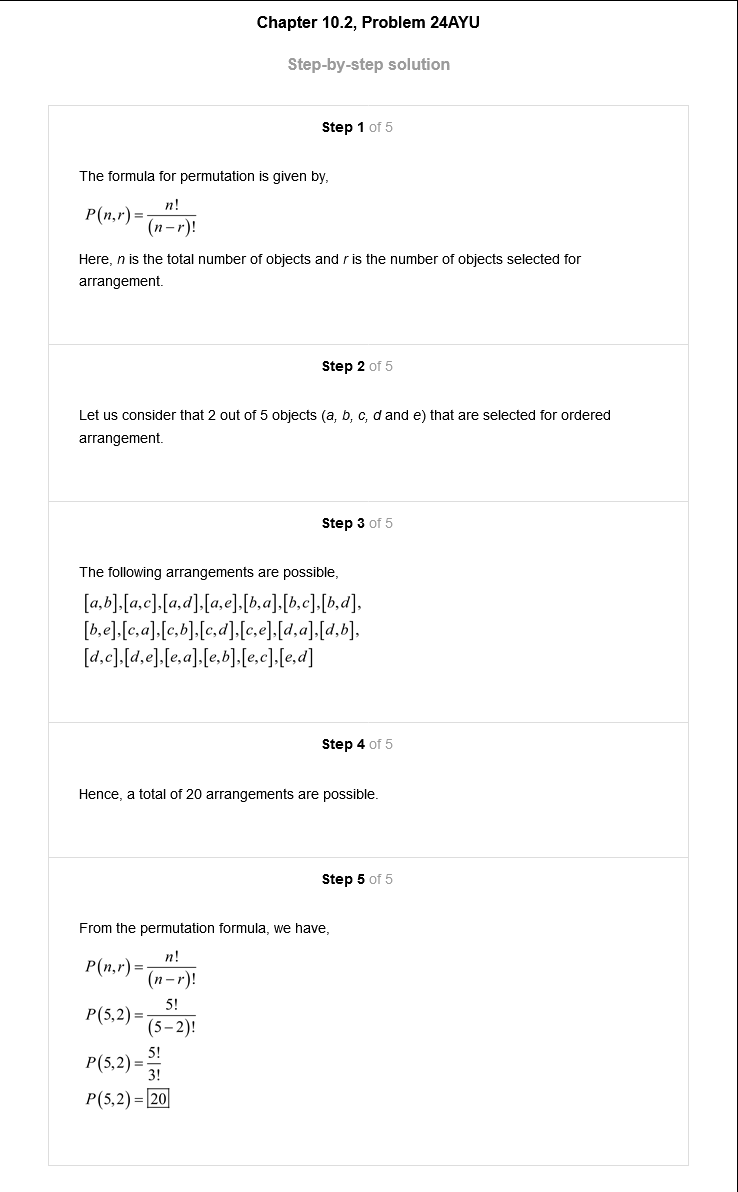 Chapter 10.2, Problem 24AYU
Step-by-step solution
Step 1 of 5
The formula for permutation is given by,
P(n,r) = n!/(n−r)!
Here, n is the total number of objects and r is the number of objects selected for
arrangement.
Step 2 of 5
Let us consider that 2 out of 5 objects (a, b, c, d and e) that are selected for ordered
arrangement.
Step 3 of 5
The following arrangements are possible,
[a,b],[a,c],[a,d],[a,e],[b,a],[b,c],[b,d],
[b,e],[c,a],[c,b],[c,d],[c,e],[d,a],[d,b],
[d,c],[d,e],[e,a],[e,b],[e,c],[e,d]
Step 4 of 5
Hence, a total of 20 arrangements are possible.
Step 5 of 5
From the permutation formula, we have,
P(n,r) = n!/(n−r)!
P(5,2) = 5!/(5−2)!
P(5,2) = 5!/3!
P(5,2) = 20